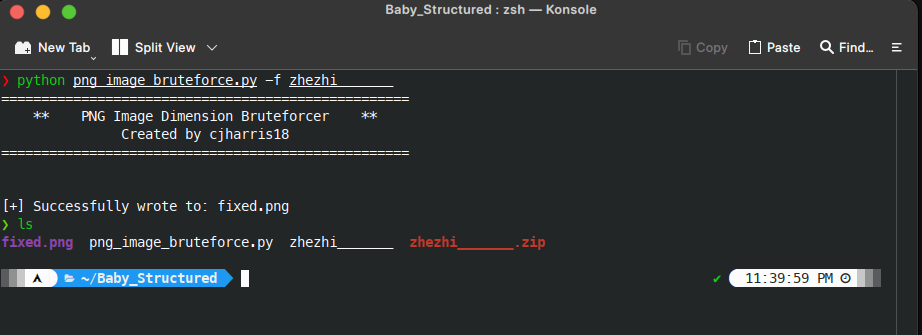 Baby_Structured : zsh — Konsole
New Tab Split View Copy Paste Find...
❯ python png_image_bruteforce.py -f zhezhi_______
==================================================
** PNG Image Dimension Bruteforcer **
Created by cjharris18
==================================================
[+] Successfully wrote to: fixed.png
❯ ls
fixed.png png_image_bruteforce.py zhezhi_______ zhezhi_______.zip
~/Baby_Structured ✔ 11:39:59 PM